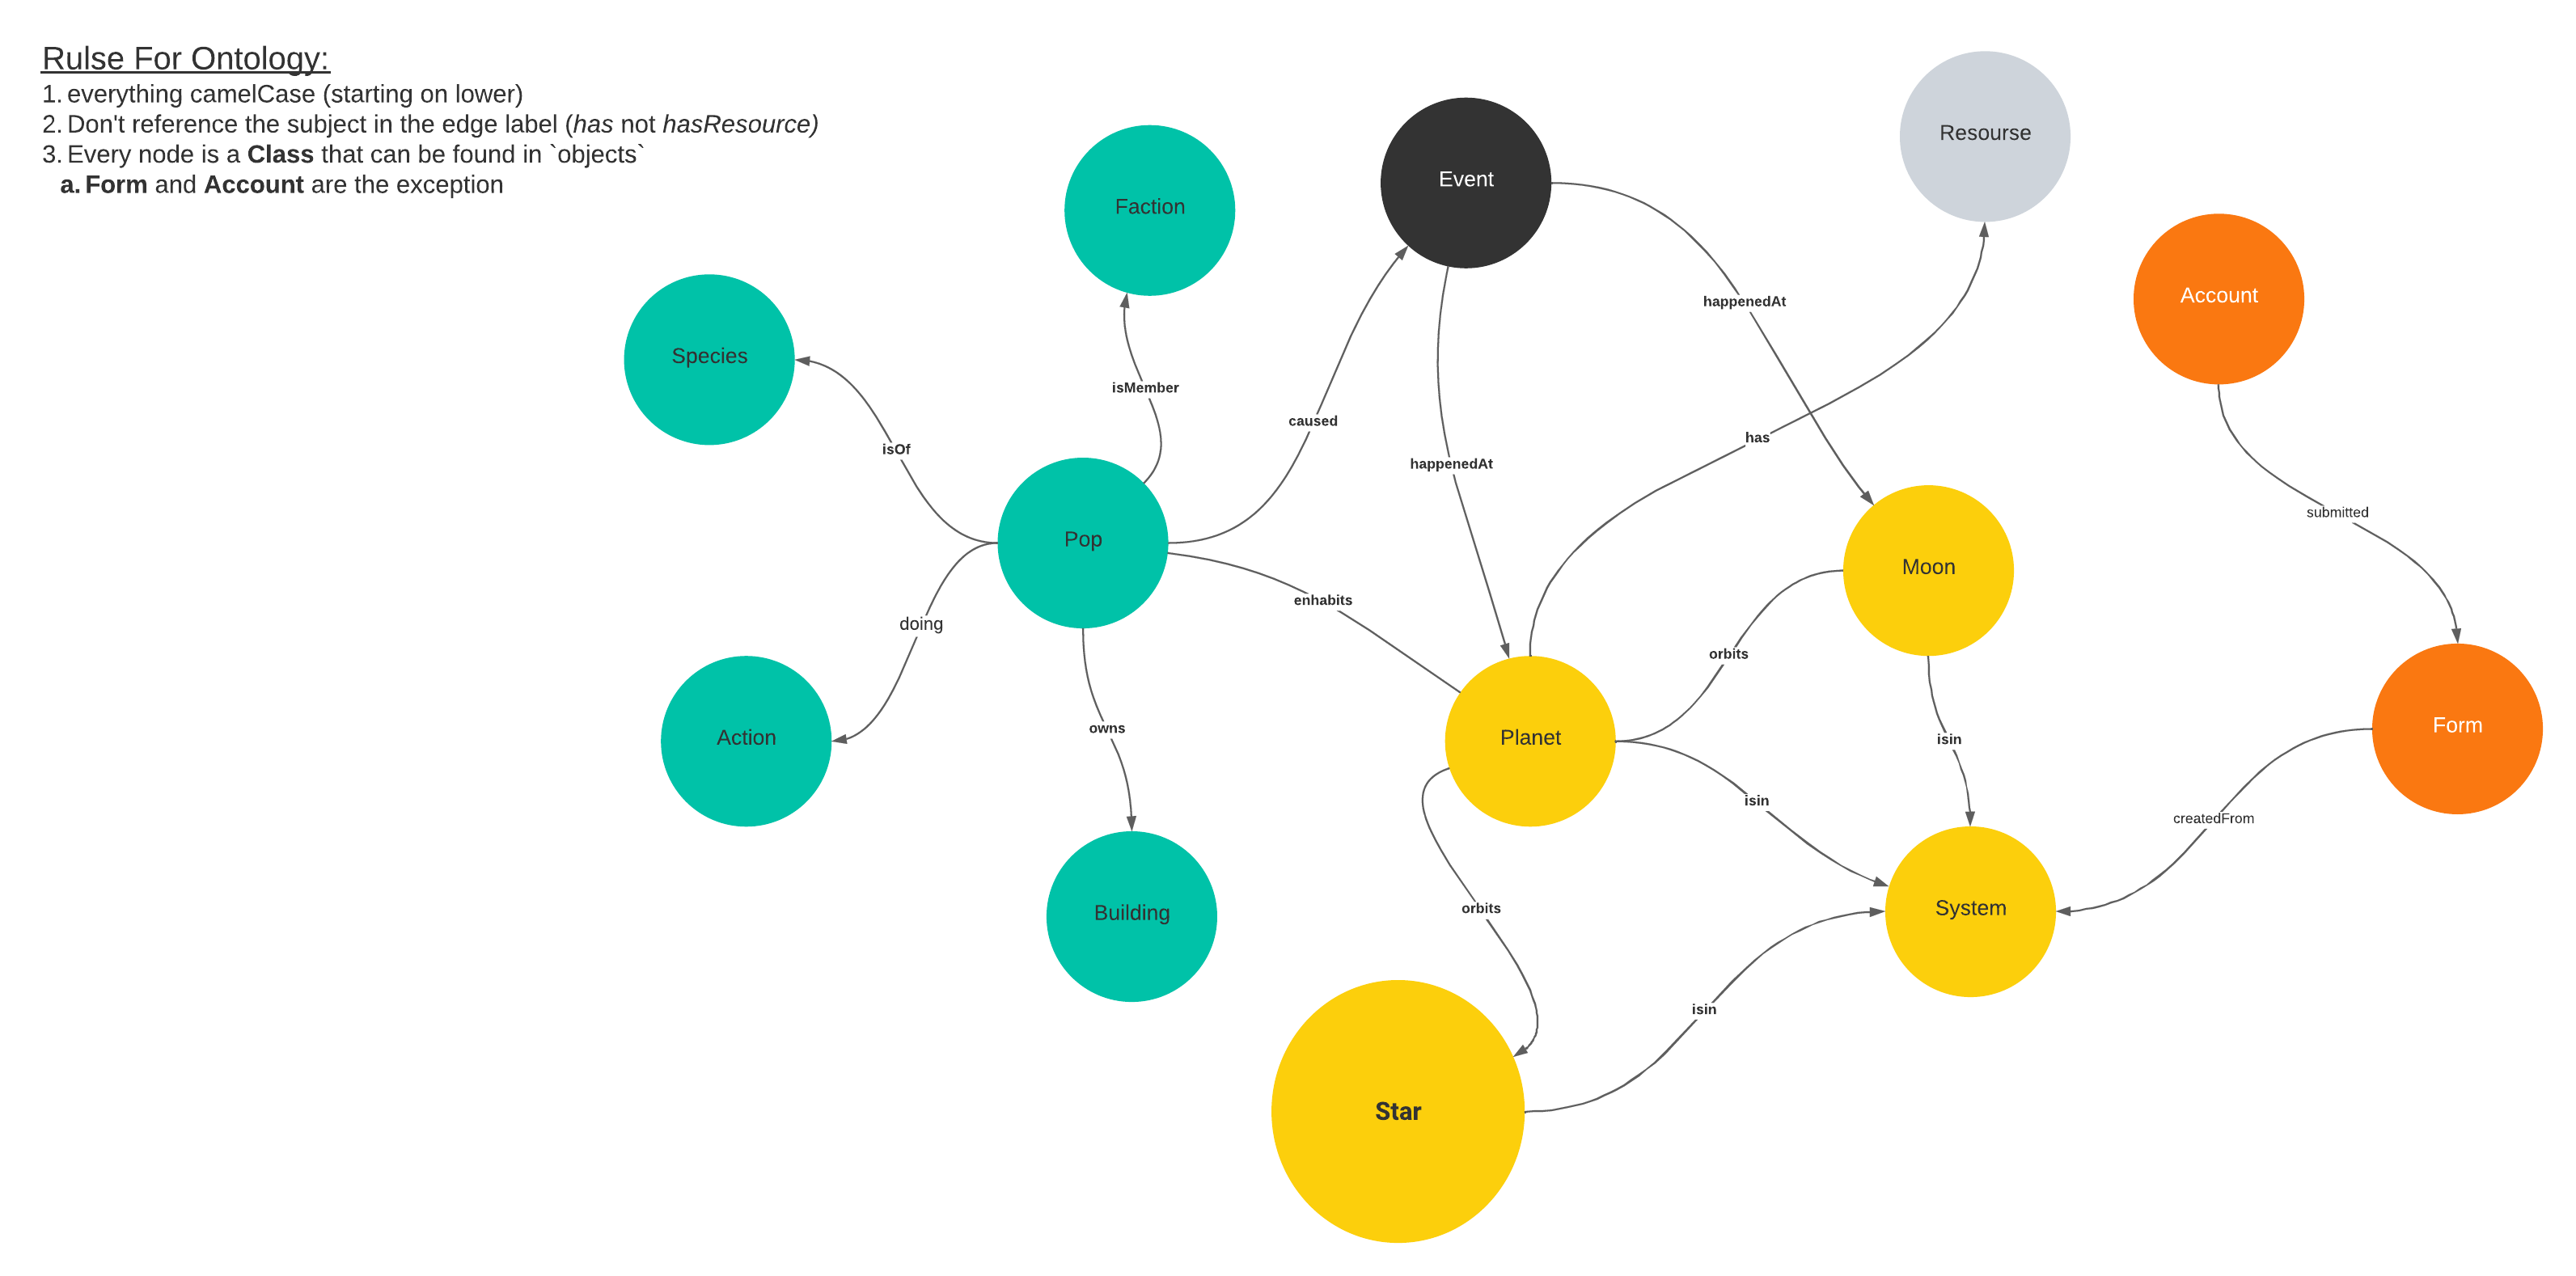 Rulse For Ontology:
1. everything camelCase (starting on lower)
2. Don't reference the subject in the edge label (has not hasResource)
3. Every node is a Class that can be found in `objects`
a. Form and Account are the exception
Resourse
Event
Faction
Account
happenedAt
Species
isMember
caused
has
isOf
happenedAt
submitted
Pop
Moon
enhabits
doing
orbits
Form
owns
Action
Planet
isin
isin
createdFrom
orbits
System
Building
isin
Star